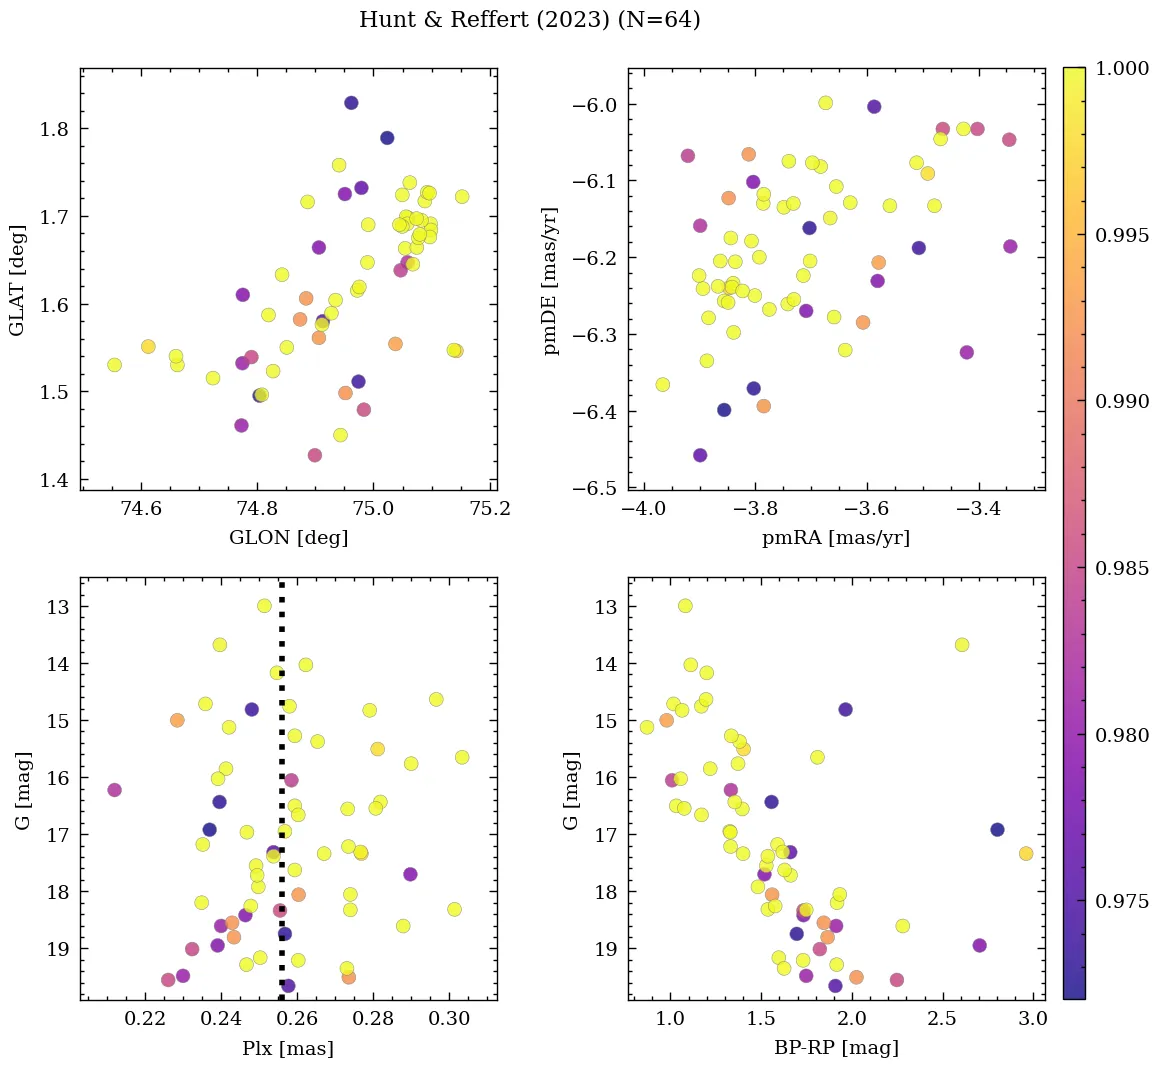 Hunt & Reffert (2023) (N=64)
1.8
1.7
1.6
1.5
1.4
GLAT [deg]
74.6 74.8 75.0 75.2
GLON [deg]
−6.0
−6.1
−6.2
−6.3
−6.4
−6.5
pmDE [mas/yr]
−4.0 −3.8 −3.6 −3.4
pmRA [mas/yr]
1.000
0.995
0.990
0.985
0.980
0.975
13
14
15
16
17
18
19
G [mag]
0.22 0.24 0.26 0.28 0.30
Plx [mas]
13
14
15
16
17
18
19
G [mag]
1.0 1.5 2.0 2.5 3.0
BP-RP [mag]